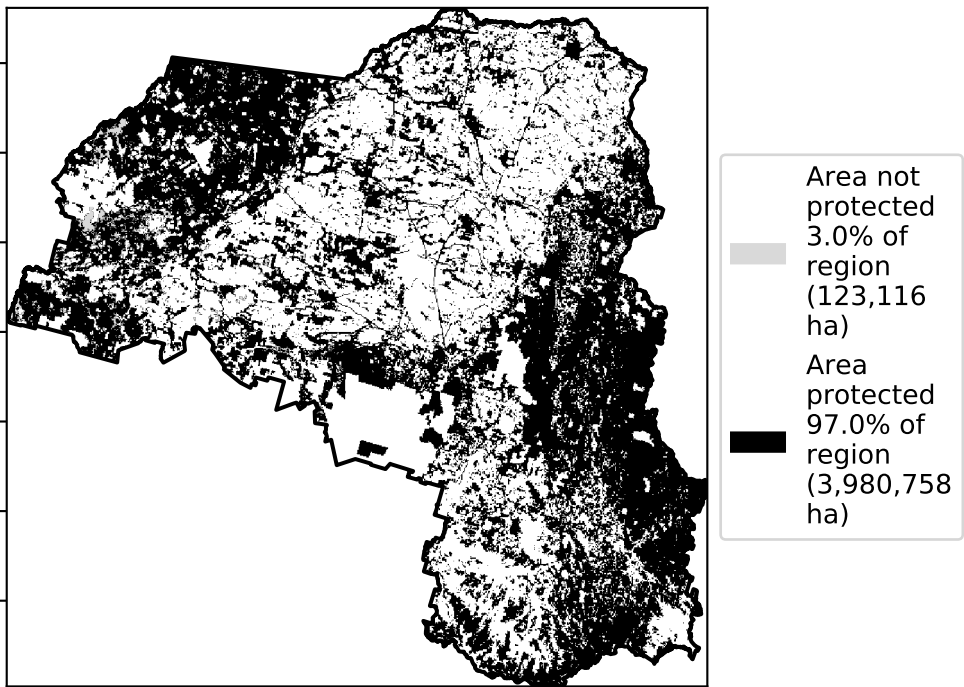 Area not
protected
3.0% of
region
(123,116
ha)
Area
protected
97.0% of
region
(3,980,758
ha)